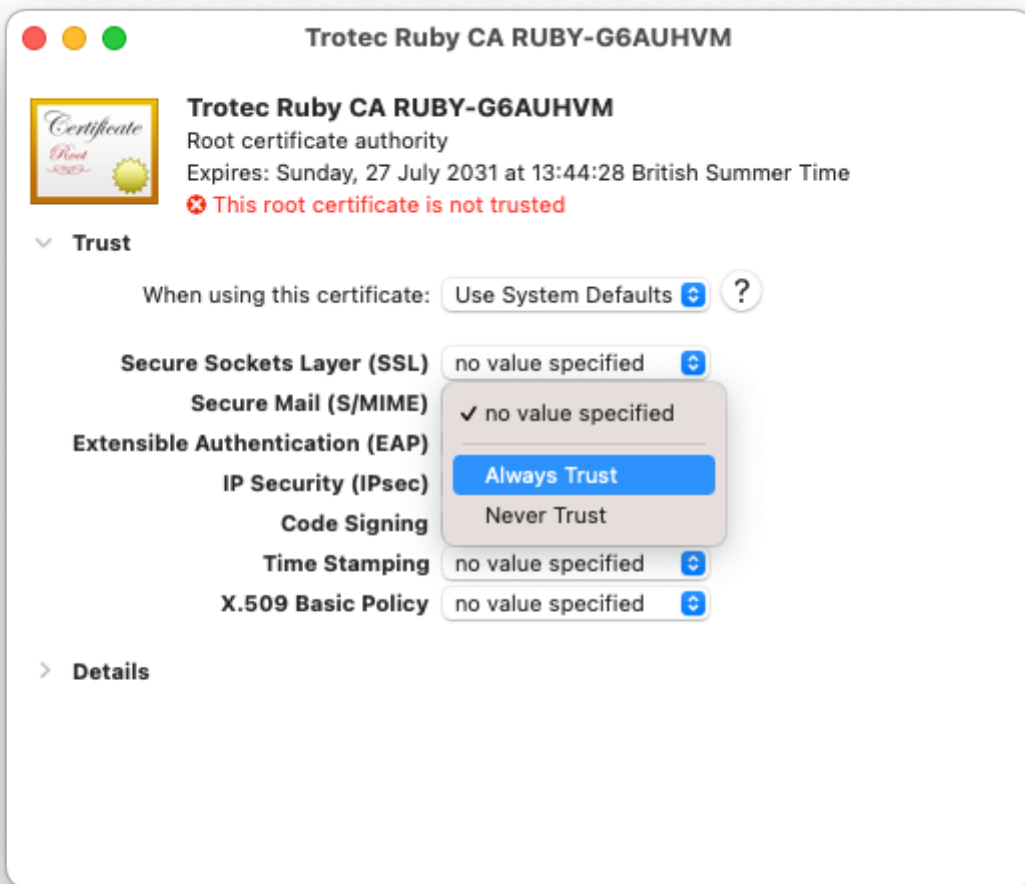 Trotec Ruby CA RUBY-G6AUHVM
Certificate
Root
Trotec Ruby CA RUBY-G6AUHVM
Root certificate authority
Expires: Sunday, 27 July 2031 at 13:44:28 British Summer Time
This root certificate is not trusted
Trust
When using this certificate: Use System Defaults ?
Secure Sockets Layer (SSL) no value specified
Secure Mail (S/MIME) ✓ no value specified
Extensible Authentication (EAP)
IP Security (IPsec) Always Trust
Code Signing Never Trust
Time Stamping no value specified
X.509 Basic Policy no value specified
Details